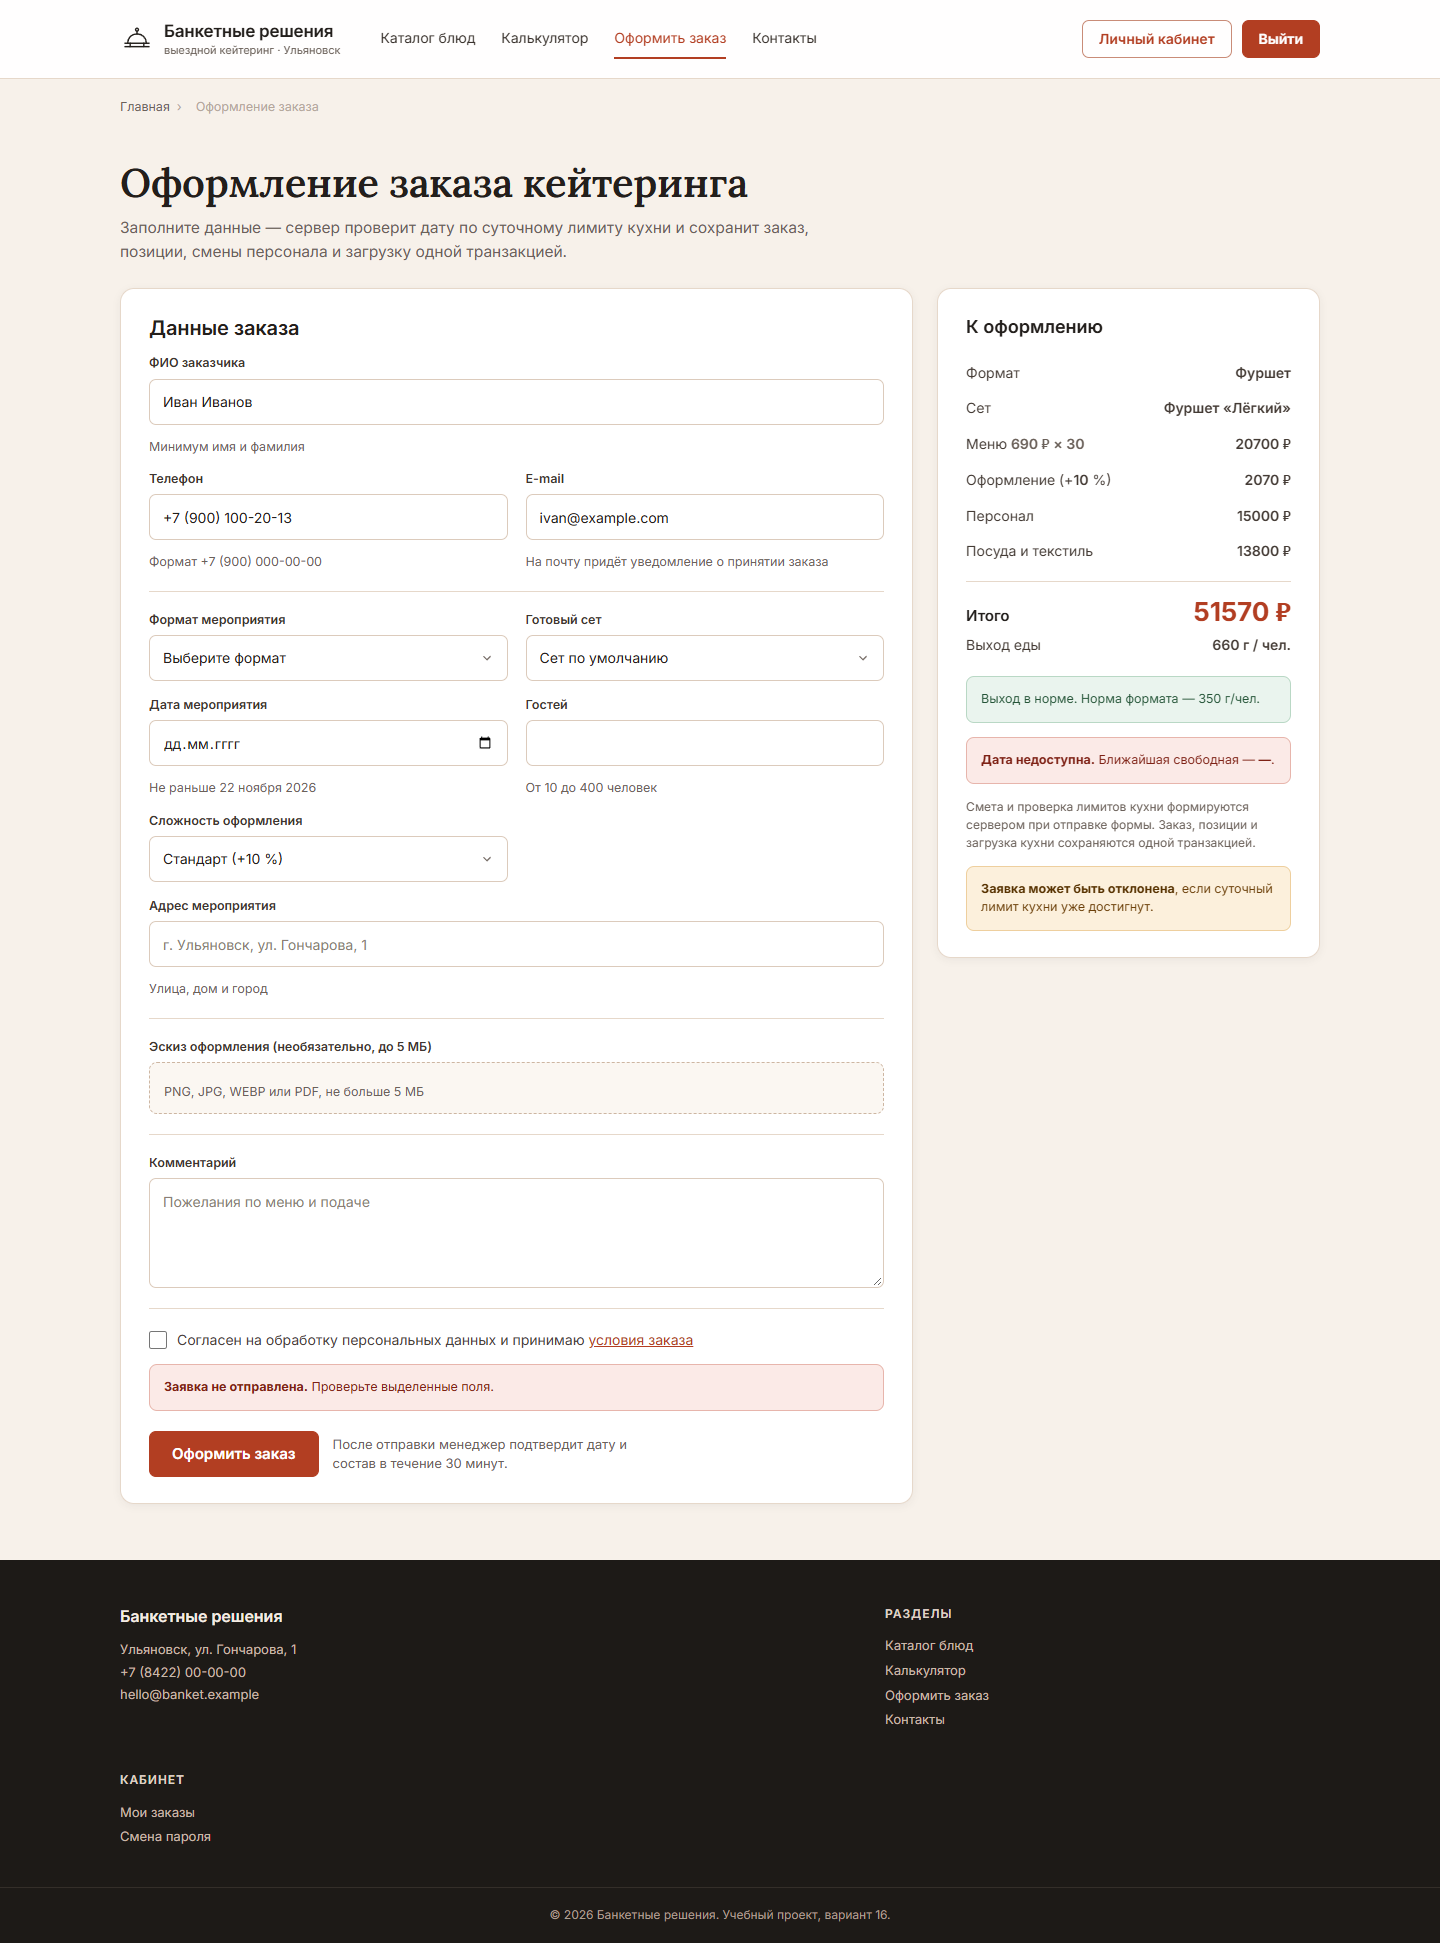 Банкетные решения
выездной кейтеринг · Ульяновск
Каталог блюд
Калькулятор
Оформить заказ
Контакты
Личный кабинет
Выйти
Главная ›
Оформление заказа
Оформление заказа кейтеринга
Заполните данные — сервер проверит дату по суточному лимиту кухни и сохранит заказ,
позиции, смены персонала и загрузку одной транзакцией.
Данные заказа
ФИО заказчика
Иван Иванов
Минимум имя и фамилия
Телефон
E-mail
+7 (900) 100-20-13
ivan@example.com
Формат +7 (900) 000-00-00
На почту придёт уведомление о принятии заказа
Формат мероприятия
Готовый сет
Выберите формат
Сет по умолчанию
Дата мероприятия
Гостей
дд.мм.гггг
Не раньше 22 ноября 2026
От 10 до 400 человек
Сложность оформления
Стандарт (+10 %)
Адрес мероприятия
г. Ульяновск, ул. Гончарова, 1
Улица, дом и город
Эскиз оформления (необязательно, до 5 МБ)
PNG, JPG, WEBP или PDF, не больше 5 МБ
Комментарий
Пожелания по меню и подаче
Согласен на обработку персональных данных и принимаю условия заказа
Заявка не отправлена. Проверьте выделенные поля.
Оформить заказ
После отправки менеджер подтвердит дату и
состав в течение 30 минут.
К оформлению
Формат Фуршет
Сет Фуршет «Лёгкий»
Меню 690 ₽ × 30 20700 ₽
Оформление (+10 %) 2070 ₽
Персонал 15000 ₽
Посуда и текстиль 13800 ₽
Итого 51570 ₽
Выход еды 660 г / чел.
Выход в норме. Норма формата — 350 г/чел.
Дата недоступна. Ближайшая свободная — —.
Смета и проверка лимитов кухни формируются
сервером при отправке формы. Заказ, позиции и
загрузка кухни сохраняются одной транзакцией.
Заявка может быть отклонена, если суточный
лимит кухни уже достигнут.
Банкетные решения
Ульяновск, ул. Гончарова, 1
+7 (8422) 00-00-00
hello@banket.example
РАЗДЕЛЫ
Каталог блюд
Калькулятор
Оформить заказ
Контакты
КАБИНЕТ
Мои заказы
Смена пароля
© 2026 Банкетные решения. Учебный проект, вариант 16.